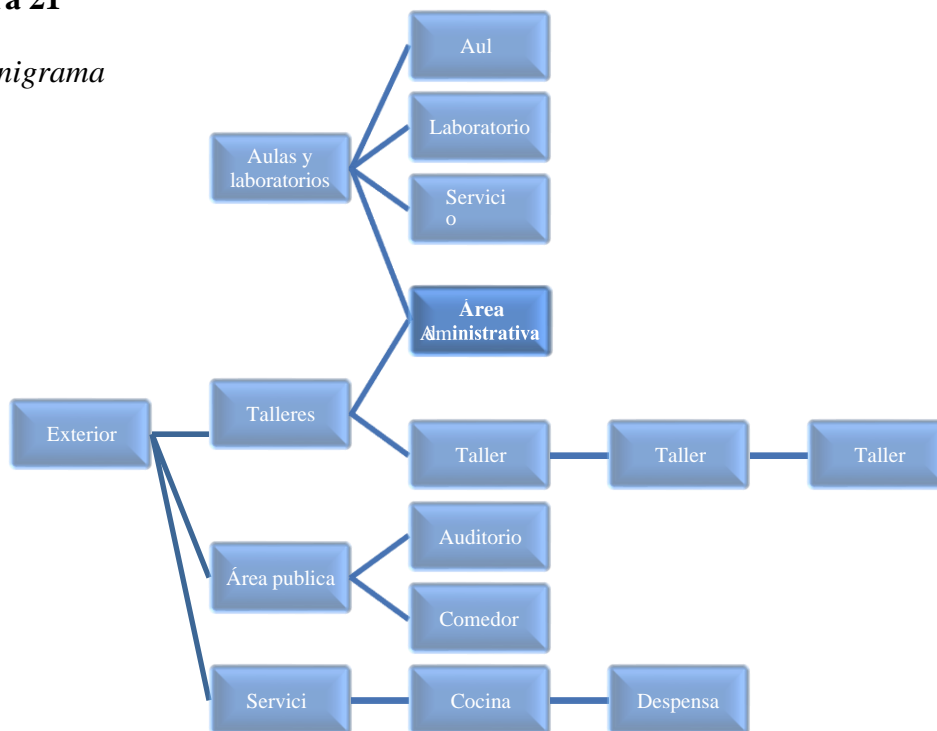 ra 21
nigrama
Aul
Laboratorio
Aulas y
laboratorios
Servici
o
Área
Administrativa
Talleres
Exterior
Taller
Taller
Taller
Auditorio
Área publica
Comedor
Servici
Cocina
Despensa